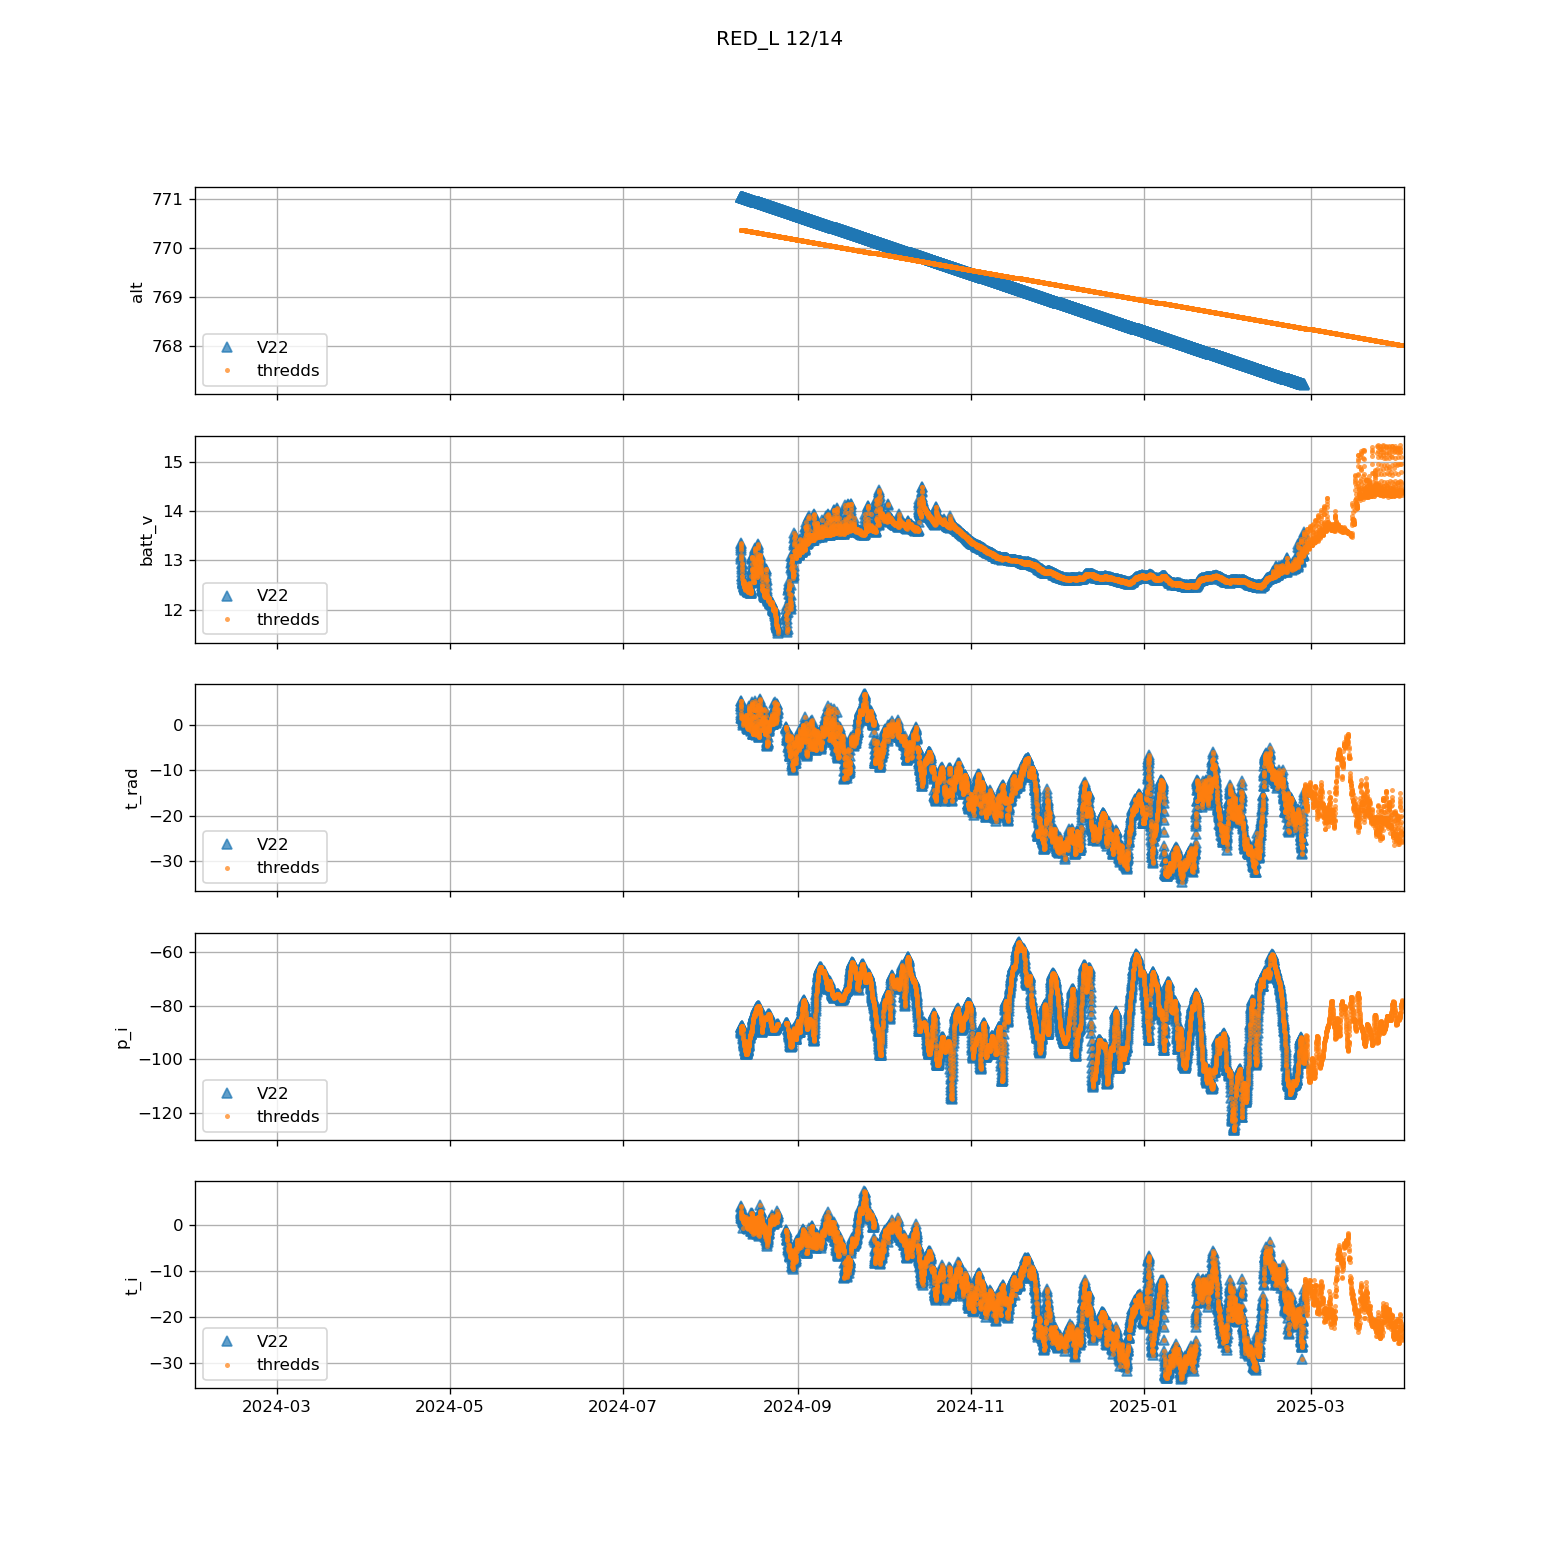 RED_L 12/14
771
770
769
768
alt
V22
thredds
15
14
13
12
batt_v
V22
thredds
0
−10
−20
−30
t_rad
V22
thredds
−60
−80
−100
−120
p_i
V22
thredds
0
−10
−20
−30
t_i
V22
thredds
2024-03 2024-05 2024-07 2024-09 2024-11 2025-01 2025-03